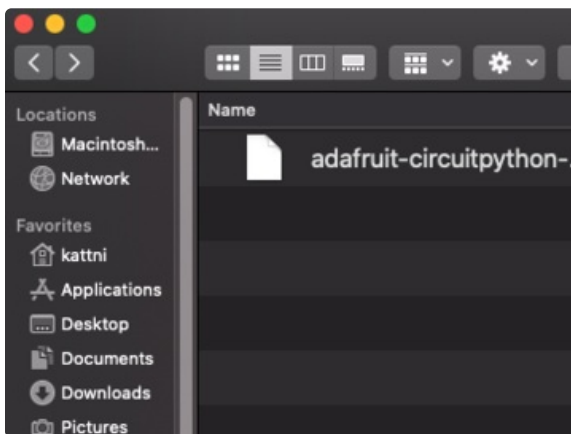 Name
Locations
Macintosh...
Network
Favorites
kattni
Applications
Desktop
Documents
Downloads
Pictures
adafruit-circuitpython-